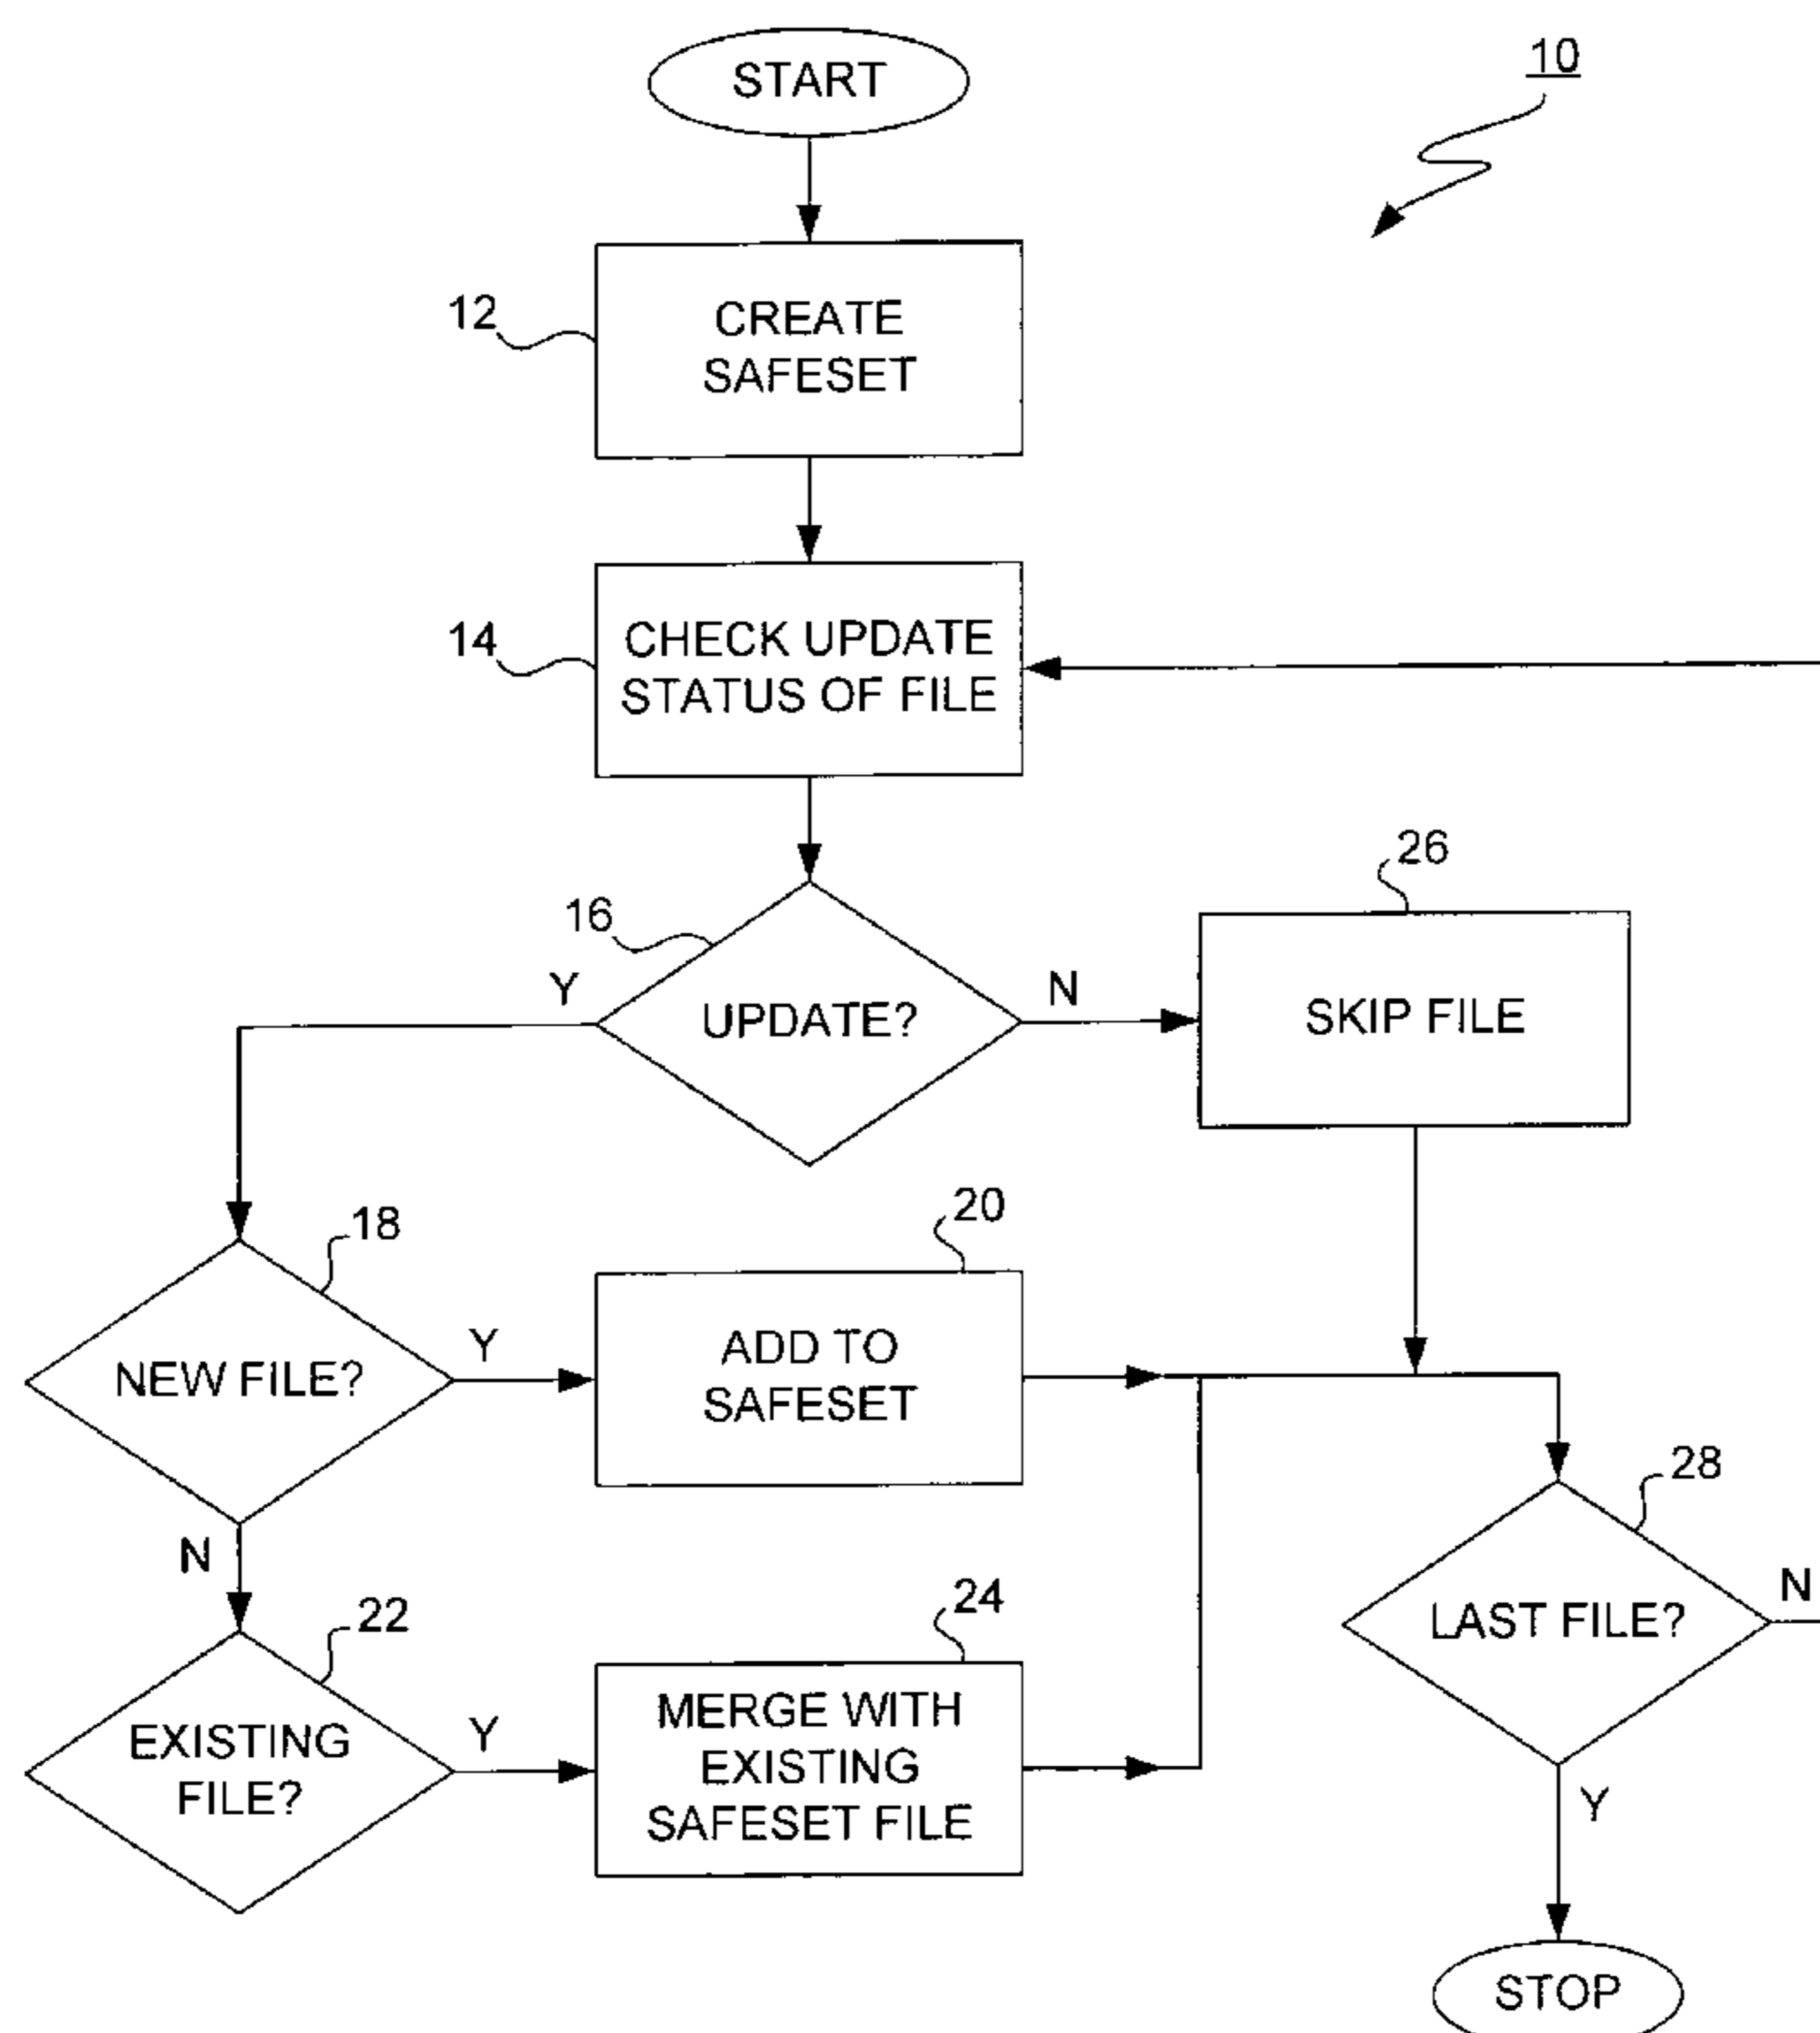 START
10
12
CREATE
SAFESET
14
CHECK UPDATE
STATUS OF FILE
16
Y
UPDATE?
N
26
SKIP FILE
18
NEW FILE?
Y
20
ADD TO
SAFESET
N
22
EXISTING
FILE?
Y
24
MERGE WITH
EXISTING
SAFESET FILE
28
LAST FILE?
N
Y
STOP